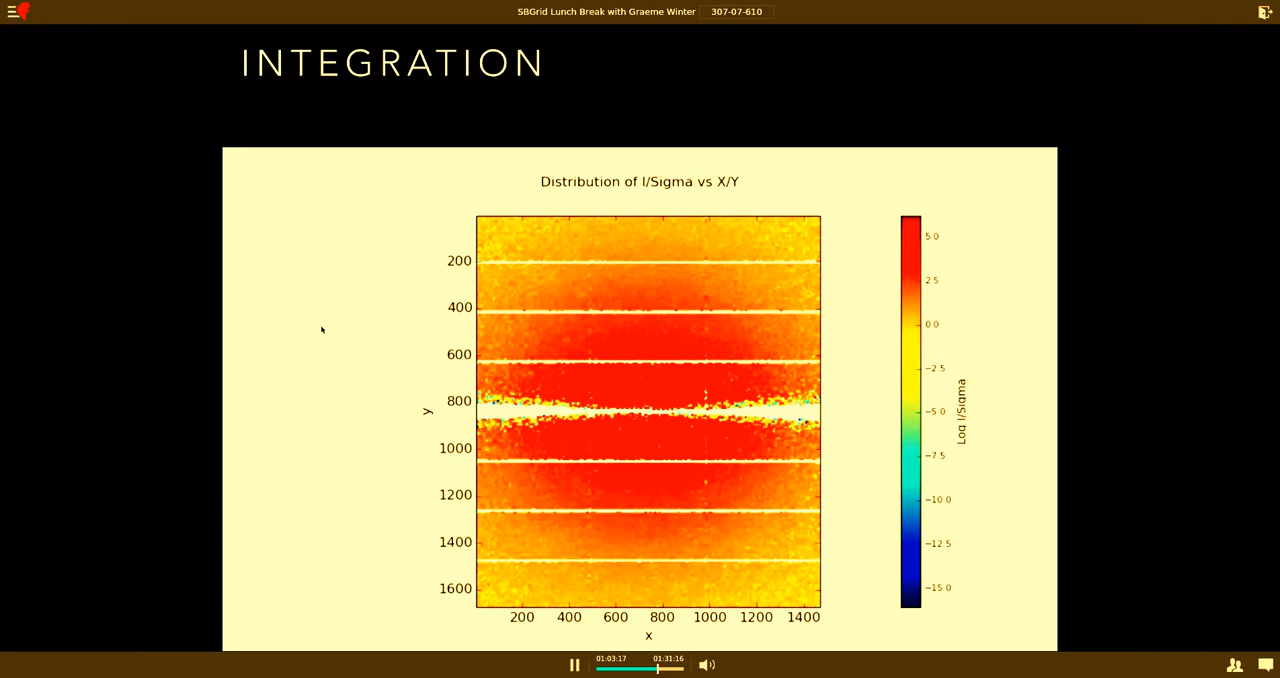 SBGrid Lunch Break with Graeme Winter 307-07-610
INTEGRATION
Distribution of I/Sigma vs X/Y
200
400
600
800
1000
1200
1400
1600
y
200 400 600 800 1000 1200 1400
x
5 0
2 5
0 0
−2 5
−5 0
−7 5
−10 0
−12 5
−15 0
Log I/Sigma
01:03:17 01:31:16